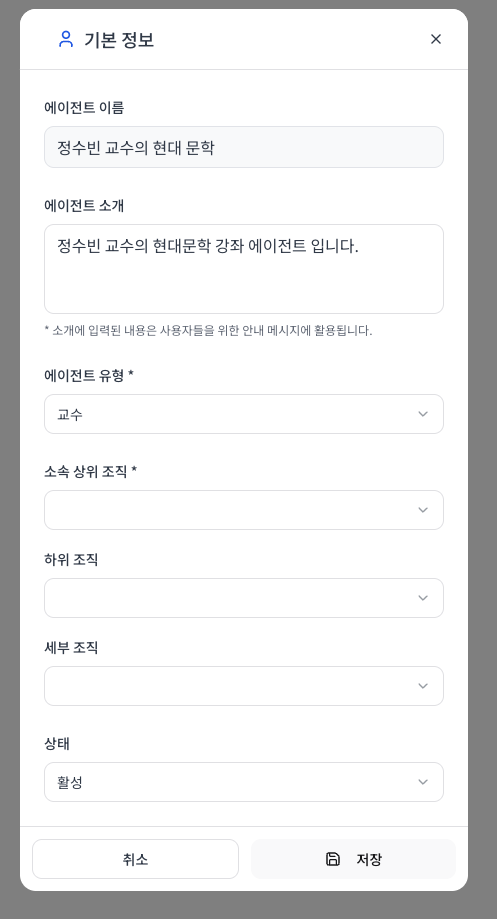 기본 정보
에이전트 이름
정수빈 교수의 현대 문학
에이전트 소개
정수빈 교수의 현대문학 강좌 에이전트 입니다.
* 소개에 입력된 내용은 사용자들을 위한 안내 메시지에 활용됩니다.
에이전트 유형 *
교수
소속 상위 조직 *
하위 조직
세부 조직
상태
활성
취소
저장